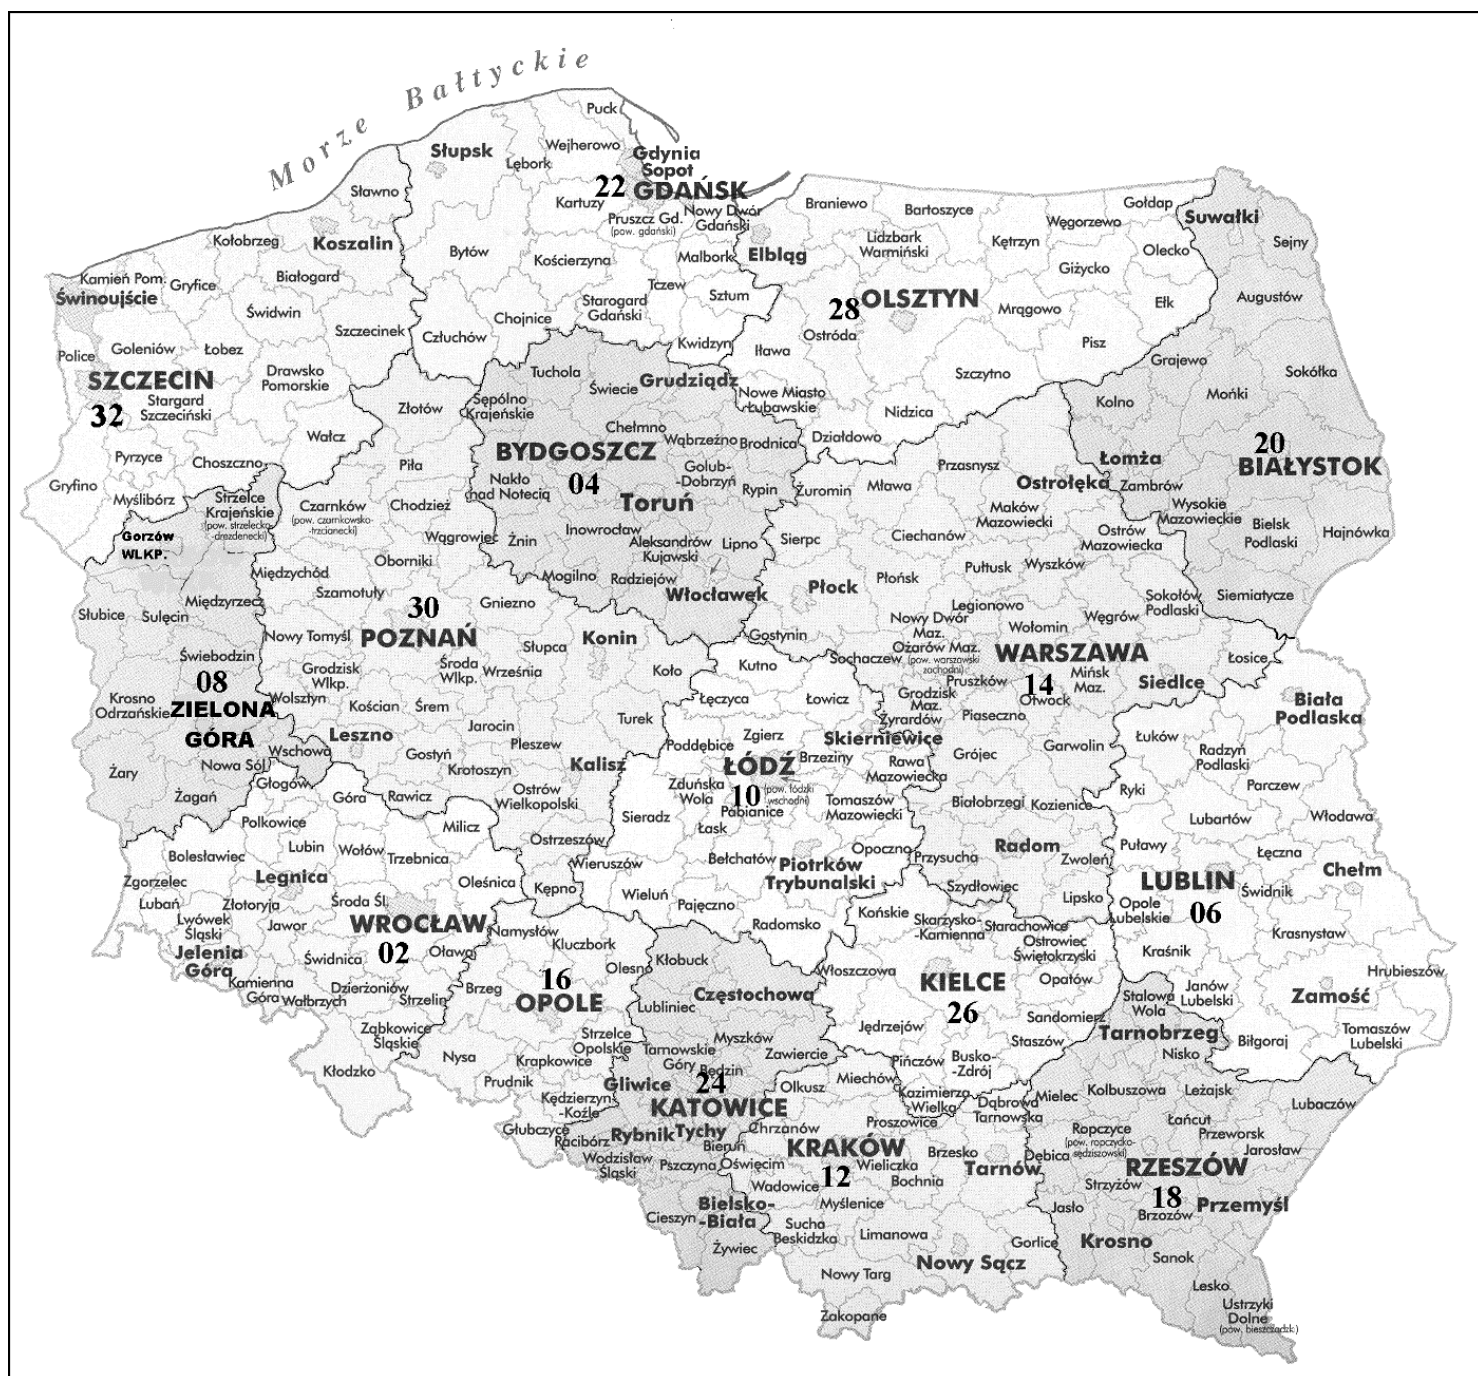 Morze Bałtyckie
Puck
Wejherowo
Słupsk
Lębork
Gdynia
Sopot
22 GDAŃSK
Sławno
Kartuzy
Pruszcz Gd.
(pow. gdański)
Nowy Dwór
Gdański
Braniewo
Bartoszyce
Gołdap
Węgorzewo
Suwałki
Kołobrzeg
Koszalin
Bytów
Kościerzyna
Malbork
Elbląg
Lidzbark
Warmiński
Kętrzyn
Olecko
Sejny
Giżycko
Kamień Pom.
Świnoujście
Gryfice
Białogard
Tczew
Sztum
28 OLSZTYN
Mrągowo
Ełk
Augustów
Świdwin
Starogard
Gdański
Chojnice
Szczecinek
Człuchów
Kwidzyn
Ostróda
Iława
Pisz
Police
Goleniów
Łobez
Grajewo
SZCZECIN
32
Stargard
Szczeciński
Drawsko
Pomorskie
Tuchola
Świecie
Grudziądz
Szczytno
Sokółka
Mońki
Kolno
Złotów
Sępólno
Krajeńskie
Nowe Miasto
Lubawskie
Nidzica
Wałcz
Chełmno
Wąbrzeźno
Brodnica
Działdowo
20
BIAŁYSTOK
Pyrzyce
Choszczno
Piła
BYDGOSZCZ
04
Golub-
-Dobrzyń
Przasnysz
Łomża
Gryfino
Myślibórz
Strzelce
Krajeńskie
(pow. strzelecko-
-drezdenecki)
Czarnków
(pow. czarnkowsko-
-trzcianecki)
Chodzież
Nakło
nad Notecią
Toruń
Rypin
Żuromin
Mława
Ostrołęka
Zambrów
Maków
Mazowiecki
Wysokie
Mazowieckie
Bielsk
Podlaski
Hajnówka
Gorzów
WLKP.
Wągrowiec
Żnin
Inowrocław
Aleksandrów
Kujawski
Lipno
Sierpc
Ciechanów
Ostrów
Mazowiecka
Międzychód
Oborniki
Szamotuły
Mogilno
Radziejów
Włocławek
Płock
Płońsk
Pułtusk
Wyszków
Siemiatycze
Słubice
Sulęcin
Międzyrzecz
30
POZNAŃ
Gniezno
Legionowo
Sokołów
Podlaski
Nowy Tomyśl
Słupca
Konin
Gostynin
Nowy Dwór
Maz.
Wołomin
Węgrów
Świebodzin
Grodzisk
Wlkp.
Środa
Wlkp.
Września
Koło
Kutno
Sochaczew
Ożarów Maz.
(pow. warszawski
zachodni)
WARSZAWA
14
Łosice
08
ZIELONA
GÓRA
Krosno
Odrzańskie
Wolsztyn
Kościan
Śrem
Łęczyca
Łowicz
Pruszków
Grodzisk
Maz.
Otwock
Mińsk
Maz.
Siedlce
Biała
Podlaska
Leszno
Jarocin
Turek
Zgierz
Żyrardów
Piaseczno
Wschowa
Gostyń
Pleszew
Poddębice
Skierniewice
Garwolin
Łuków
Radzyń
Podlaski
Żary
Nowa Sól
Krotoszyn
Kalisz
ŁÓDŹ
10
(pow. łódzki
wschodni)
Brzeziny
Rawa
Mazowiecka
Grójec
Żagań
Głogów
Góra
Rawicz
Ostrów
Wielkopolski
Zduńska
Wola
Pabianice
Tomaszów
Mazowiecki
Białobrzegi
Kozienice
Ryki
Parczew
Polkowice
Milicz
Sieradz
Łask
Lubartów
Włodawa
Lubin
Wołów
Trzebnica
Ostrzeszów
Bełchatów
Opoczno
Przysucha
Radom
Zwoleń
Puławy
Łęczna
Bolesławiec
Legnica
Oleśnica
Wieruszów
Piotrków
Trybunalski
Szydłowiec
Lipsko
LUBLIN
06
Świdnik
Chełm
Zgorzelec
Kępno
Wieluń
Pajęczno
Lubań
Złotoryja
Środa Śl.
Opole
Lubelskie
Lwówek
Śląski
Jawor
WROCŁAW
02
Namysłów
Radomsko
Końskie
Skarżysko-
-Kamienna
Starachowice
Krasnystaw
Jelenia
Góra
Świdnica
Oława
Kluczbork
Olesno
Kłobuck
Ostrowiec
Świętokrzyski
Kraśnik
Kamienna
Góra
Wałbrzych
Dzierżoniów
Strzelin
Brzeg
16
OPOLE
Lubliniec
Częstochowa
Włoszczowa
KIELCE
26
Opatów
Janów
Lubelski
Zamość
Hrubieszów
Stalowa
Wola
Ząbkowice
Śląskie
Strzelce
Opolskie
Myszków
Jędrzejów
Sandomierz
Tarnobrzeg
Biłgoraj
Tomaszów
Lubelski
Kłodzko
Nysa
Krapkowice
Tarnowskie
Góry
Będzin
Zawiercie
Pińczów
Busko-
-Zdrój
Staszów
Nisko
Prudnik
Gliwice
24
KATOWICE
Olkusz
Miechów
Kazimierza
Wielka
Dąbrowa
Tarnowska
Mielec
Kolbuszowa
Leżajsk
Lubaczów
Kędzierzyn
-Koźle
Głubczyce
Racibórz
Rybnik
Tychy
Chrzanów
Proszowice
Ropczyce
(pow. ropczycko-
-sędziszowski)
Łańcut
Przeworsk
Jarosław
Wodzisław
Śląski
Pszczyna
Bieruń
Oświęcim
KRAKÓW
12
Wieliczka
Brzesko
Tarnów
Dębica
RZESZÓW
18
Wadowice
Bochnia
Strzyżów
Cieszyn
Bielsko-
-Biała
Myślenice
Jasło
Brzozów
Przemyśl
Sucha
Beskidzka
Limanowa
Gorlice
Krosno
Żywiec
Nowy Sącz
Sanok
Nowy Targ
Lesko
Zakopane
Ustrzyki
Dolne
(pow. bieszczadzki)